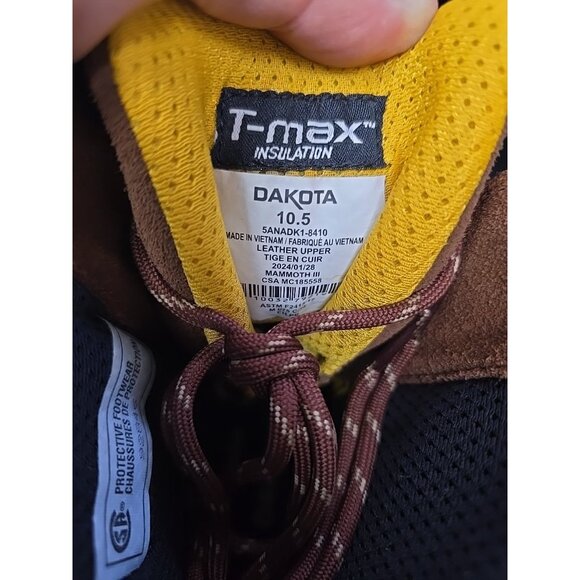 T-max™
INSULATION
DAKOTA
10.5
5ANADK1-8410
MADE IN VIETNAM / FABRIQUÉ AU VIETNAM
LEATHER UPPER
TIGE EN CUIR
2024/01/28
MAMMOTH III
CSA MC185558
ASTM
PROTECTIVE FOOTWEAR
CHAUSSURES DE PROTECTION